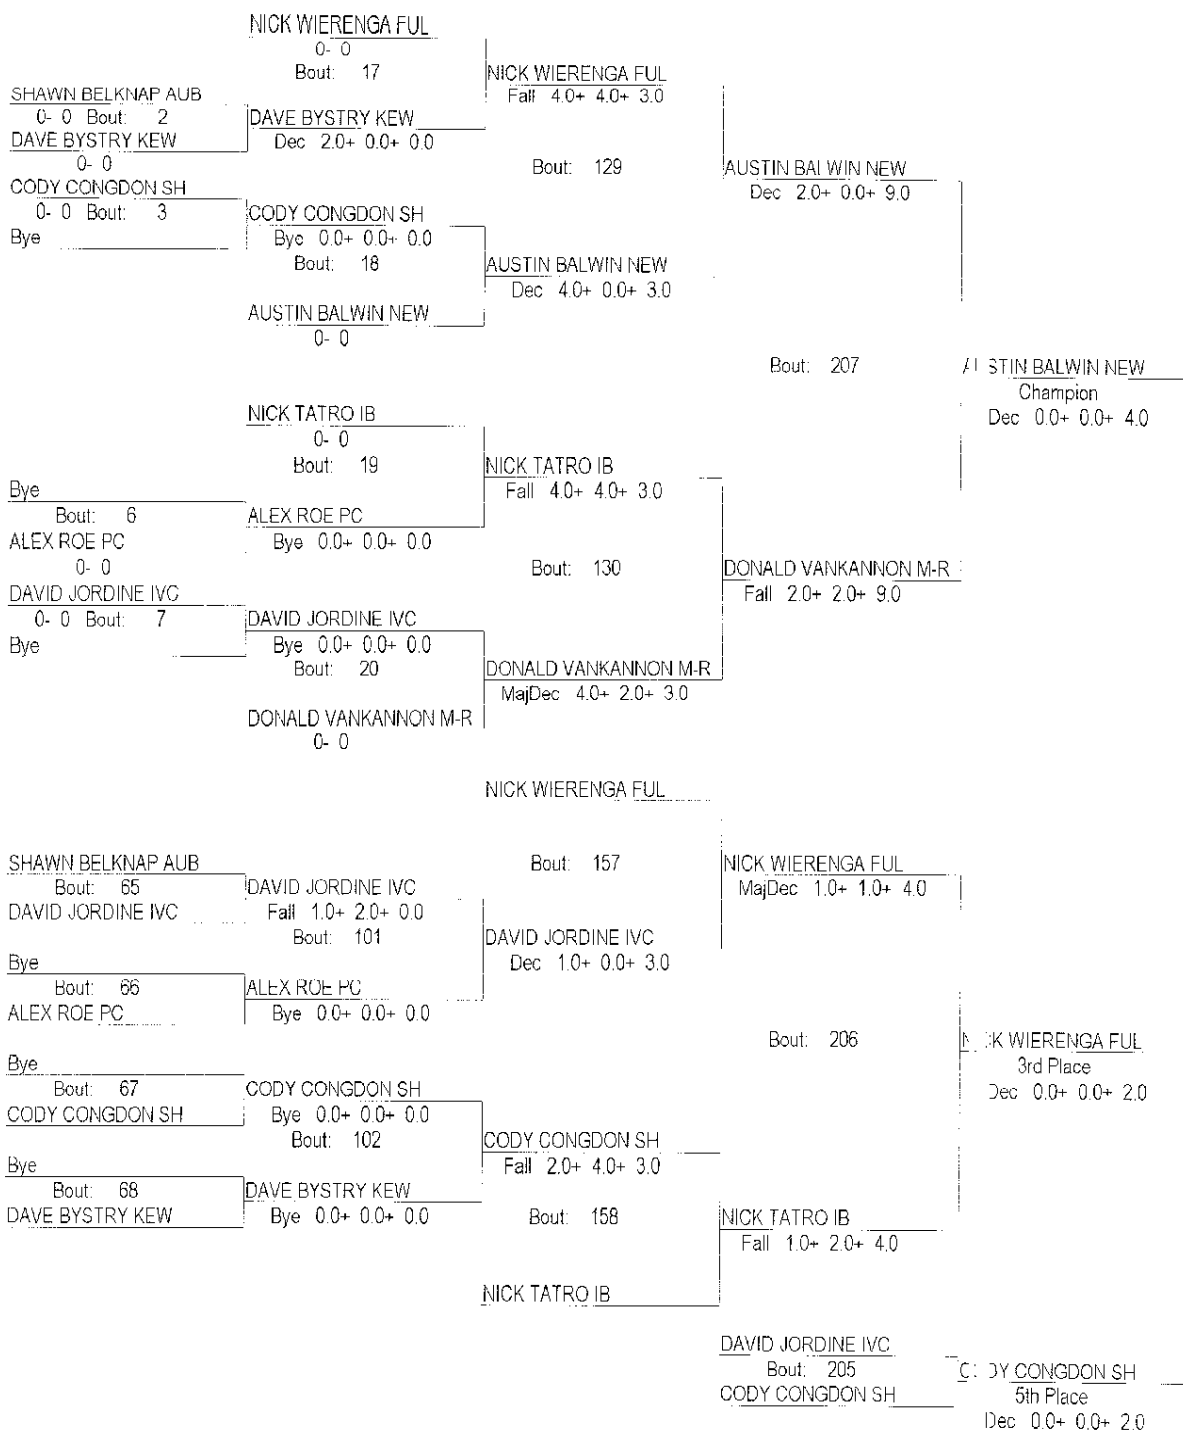 NICK WIERENGA FUL
0- 0
Bout: 17
NICK WIERENGA FUL
Fall 4.0+ 4.0+ 3.0
SHAWN BELKNAP AUB
0- 0 Bout: 2
DAVE BYSTRY KEW
Dec 2.0+ 0.0+ 0.0
DAVE BYSTRY KEW
0- 0
Bout: 129
AUSTIN BALWIN NEW
Dec 2.0+ 0.0+ 9.0
CODY CONGDON SH
0- 0 Bout: 3
CODY CONGDON SH
Bye 0.0+ 0.0+ 0.0
Bye
Bout: 18
AUSTIN BALWIN NEW
Dec 4.0+ 0.0+ 3.0
AUSTIN BALWIN NEW
0- 0
Bout: 207
STIN BALWIN NEW
Champion
Dec 0.0+ 0.0+ 4.0
NICK TATRO IB
0- 0
Bout: 19
NICK TATRO IB
Fall 4.0+ 4.0+ 3.0
Bye
Bout: 6
ALEX ROE PC
Bye 0.0+ 0.0+ 0.0
ALEX ROE PC
0- 0
Bout: 130
DONALD VANKANNON M-R
Fall 2.0+ 2.0+ 9.0
DAVID JORDINE IVC
0- 0 Bout: 7
DAVID JORDINE IVC
Bye 0.0+ 0.0+ 0.0
Bye
Bout: 20
DONALD VANKANNON M-R
MajDec 4.0+ 2.0+ 3.0
DONALD VANKANNON M-R
0- 0
NICK WIERENGA FUL
Bout: 157
NICK WIERENGA FUL
MajDec 1.0+ 1.0+ 4.0
SHAWN BELKNAP AUB
Bout: 65
DAVID JORDINE IVC
Fall 1.0+ 2.0+ 0.0
DAVID JORDINE IVC
Bout: 101
DAVID JORDINE IVC
Dec 1.0+ 0.0+ 3.0
Bye
Bout: 66
ALEX ROE PC
Bye 0.0+ 0.0+ 0.0
ALEX ROE PC
Bout: 206
K WIERENGA FUL
3rd Place
Dec 0.0+ 0.0+ 2.0
Bye
Bout: 67
CODY CONGDON SH
Bye 0.0+ 0.0+ 0.0
CODY CONGDON SH
Bout: 102
CODY CONGDON SH
Fall 2.0+ 4.0+ 3.0
Bye
Bout: 68
DAVE BYSTRY KEW
Bye 0.0+ 0.0+ 0.0
DAVE BYSTRY KEW
Bout: 158
NICK TATRO IB
Fall 1.0+ 2.0+ 4.0
NICK TATRO IB
DAVID JORDINE IVC
Bout: 205
CODY CONGDON SH
DY CONGDON SH
5th Place
Dec 0.0+ 0.0+ 2.0